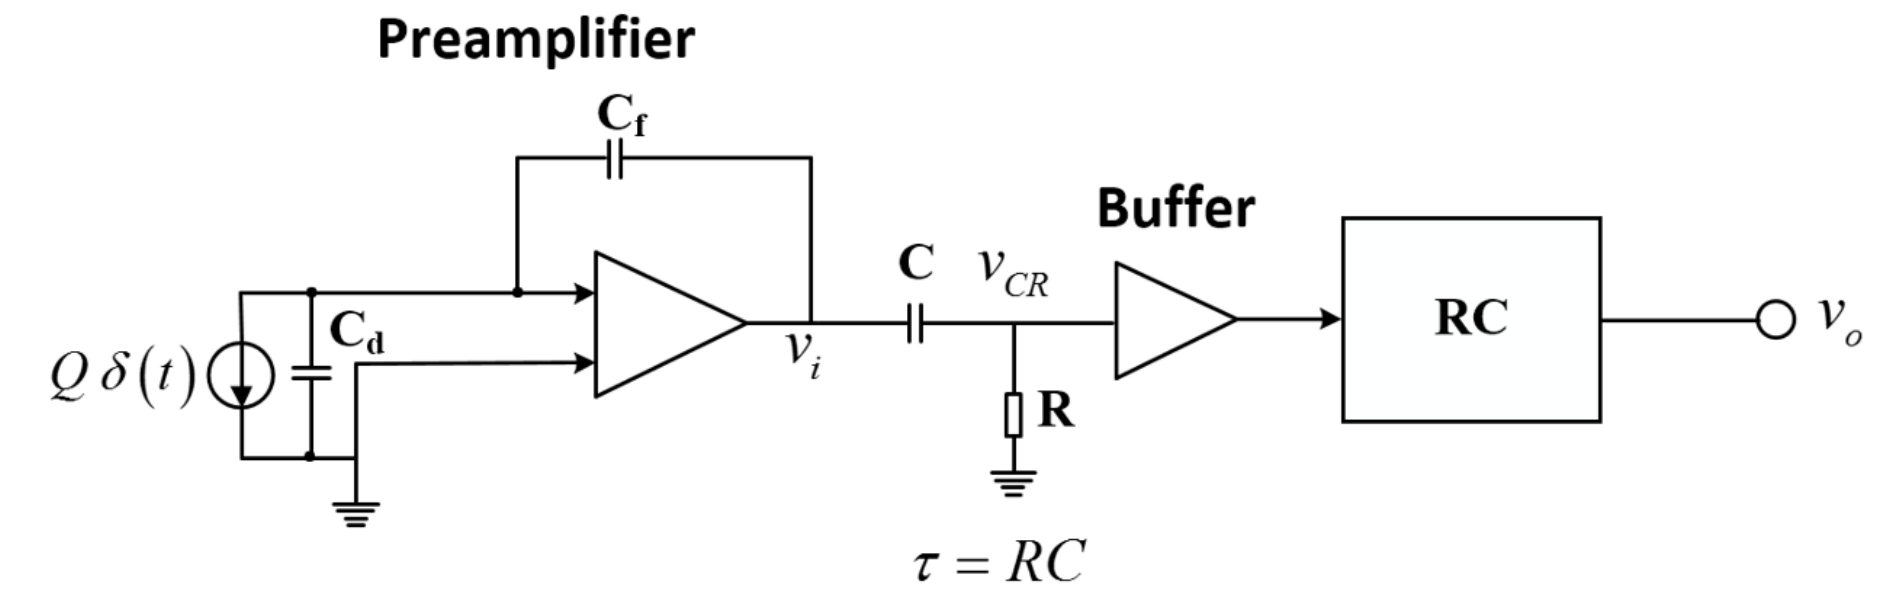 Preamplifier
C_f
Buffer
C
v_CR
RC
v_o
C_d
Q δ(t)
v_i
R
τ = RC